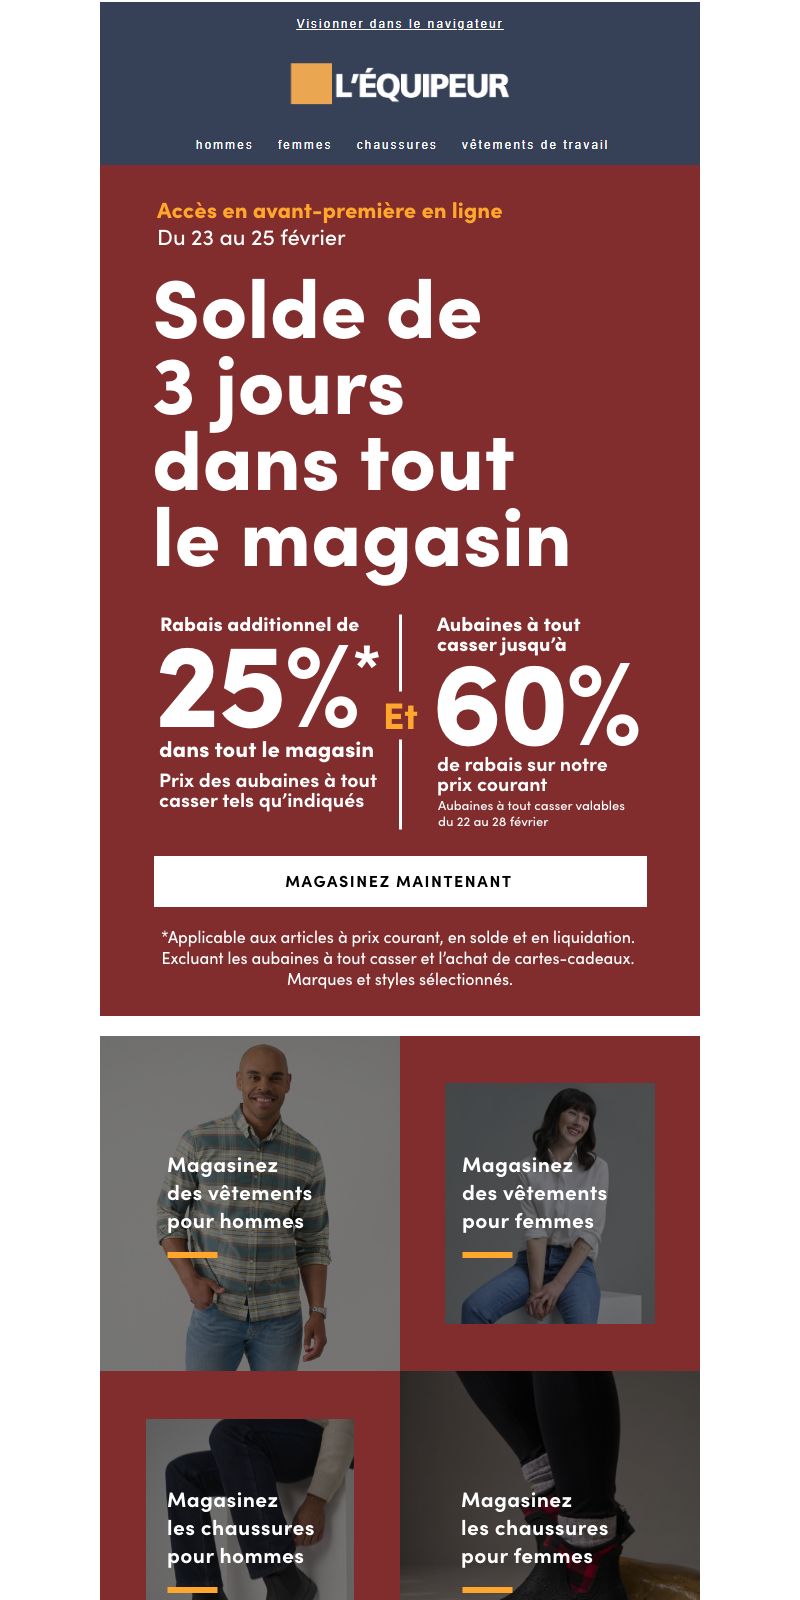 Visionner dans le navigateur
L'ÉQUIPEUR
hommes femmes chaussures vêtements de travail
Accès en avant-première en ligne
Du 23 au 25 février
Solde de
3 jours
dans tout
le magasin
Rabais additionnel de
25%*
dans tout le magasin
Prix des aubaines à tout
casser tels qu'indiqués
Et
Aubaines à tout
casser jusqu'à
60%
de rabais sur notre
prix courant
Aubaines à tout casser valables
du 22 au 28 février
MAGASINEZ MAINTENANT
*Applicable aux articles à prix courant, en solde et en liquidation.
Excluant les aubaines à tout casser et l'achat de cartes-cadeaux.
Marques et styles sélectionnés.
Magasinez
des vêtements
pour hommes
Magasinez
des vêtements
pour femmes
Magasinez
les chaussures
pour hommes
Magasinez
les chaussures
pour femmes